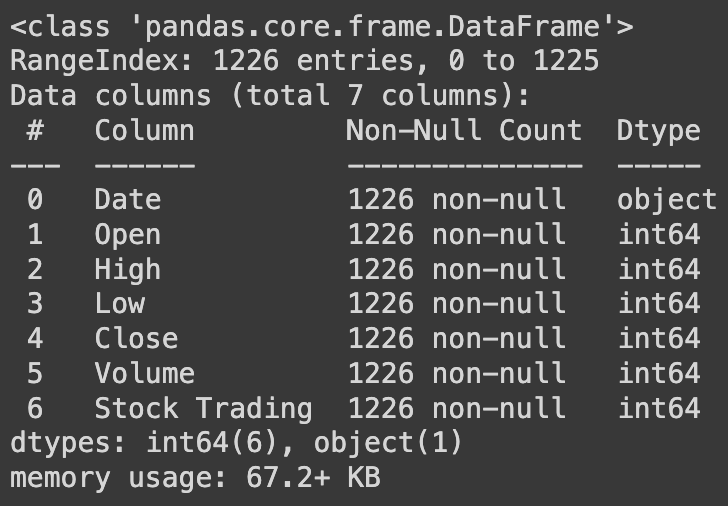 <class 'pandas.core.frame.DataFrame'>
RangeIndex: 1226 entries, 0 to 1225
Data columns (total 7 columns):
 #   Column         Non-Null Count  Dtype
---  ------         --------------  -----
 0   Date           1226 non-null   object
 1   Open           1226 non-null   int64
 2   High           1226 non-null   int64
 3   Low            1226 non-null   int64
 4   Close          1226 non-null   int64
 5   Volume         1226 non-null   int64
 6   Stock Trading  1226 non-null   int64
dtypes: int64(6), object(1)
memory usage: 67.2+ KB